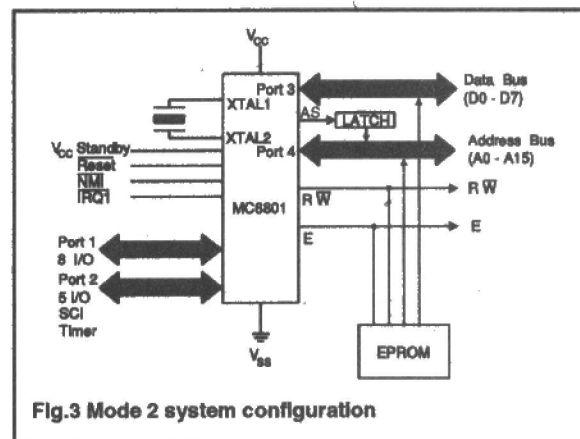 VCC
Port 3
XTAL1
AS
LATCH
Data Bus
(D0 - D7)
XTAL2
Port 4
Address Bus
(A0 - A15)
VCC Standby
Reset
NMI
IRQ1
MC6801
R W
R W
E
E
Port 1
8 I/O
Port 2
5 I/O
SCI
Timer
VSS
EPROM
Fig.3 Mode 2 system configuration